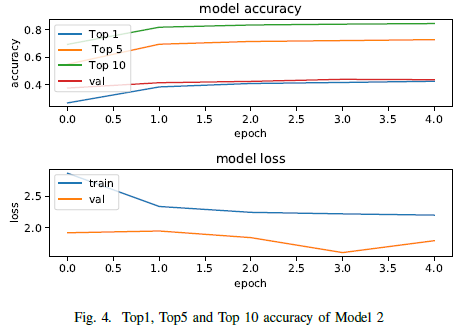 model accuracy
0.8
0.6
0.4
accuracy
Top 1
Top 5
Top 10
val
0.0 0.5 1.0 1.5 2.0 2.5 3.0 3.5 4.0
epoch
model loss
2.5
2.0
loss
train
val
0.0 0.5 1.0 1.5 2.0 2.5 3.0 3.5 4.0
epoch
Fig. 4. Top1, Top5 and Top 10 accuracy of Model 2